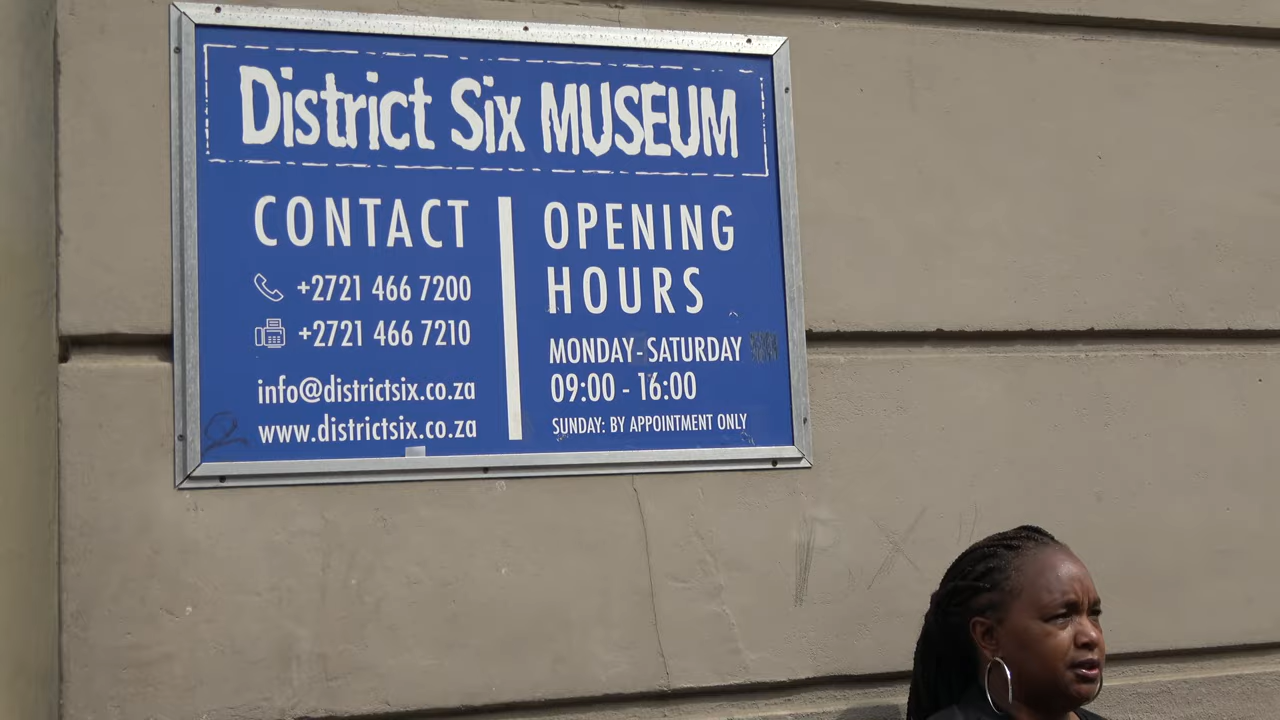 District Six MUSEUM
CONTACT
+2721 466 7200
+2721 466 7210
info@districtsix.co.za
www.districtsix.co.za
OPENING
HOURS
MONDAY - SATURDAY
09:00 - 16:00
SUNDAY: BY APPOINTMENT ONLY